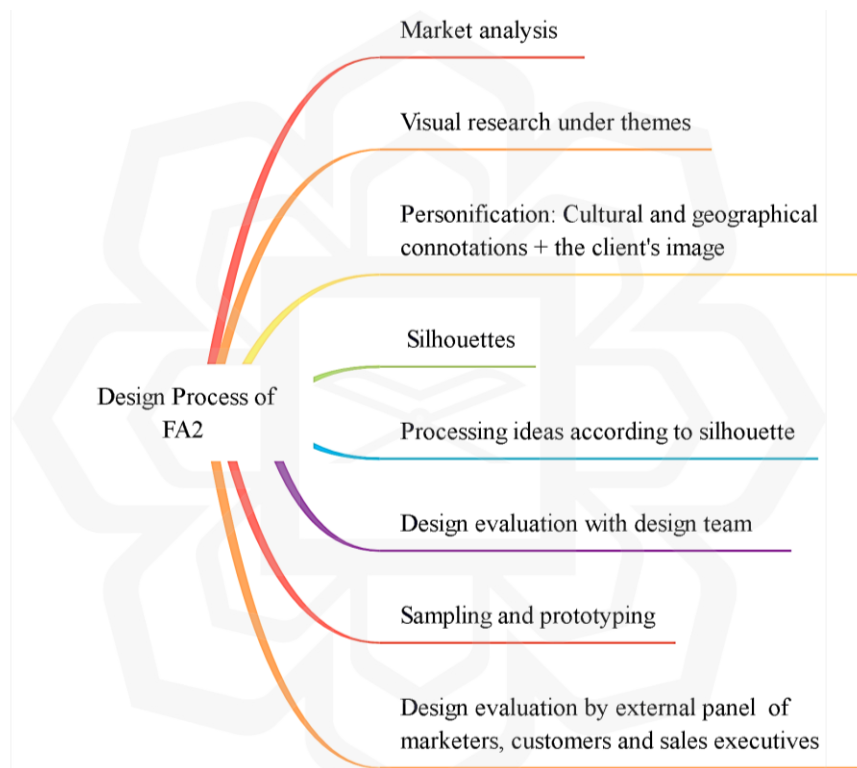 Market analysis
Visual research under themes
Personification: Cultural and geographical
connotations + the client's image
Silhouettes
Design Process of
FA2
Processing ideas according to silhouette
Design evaluation with design team
Sampling and prototyping
Design evaluation by external panel of
marketers, customers and sales executives